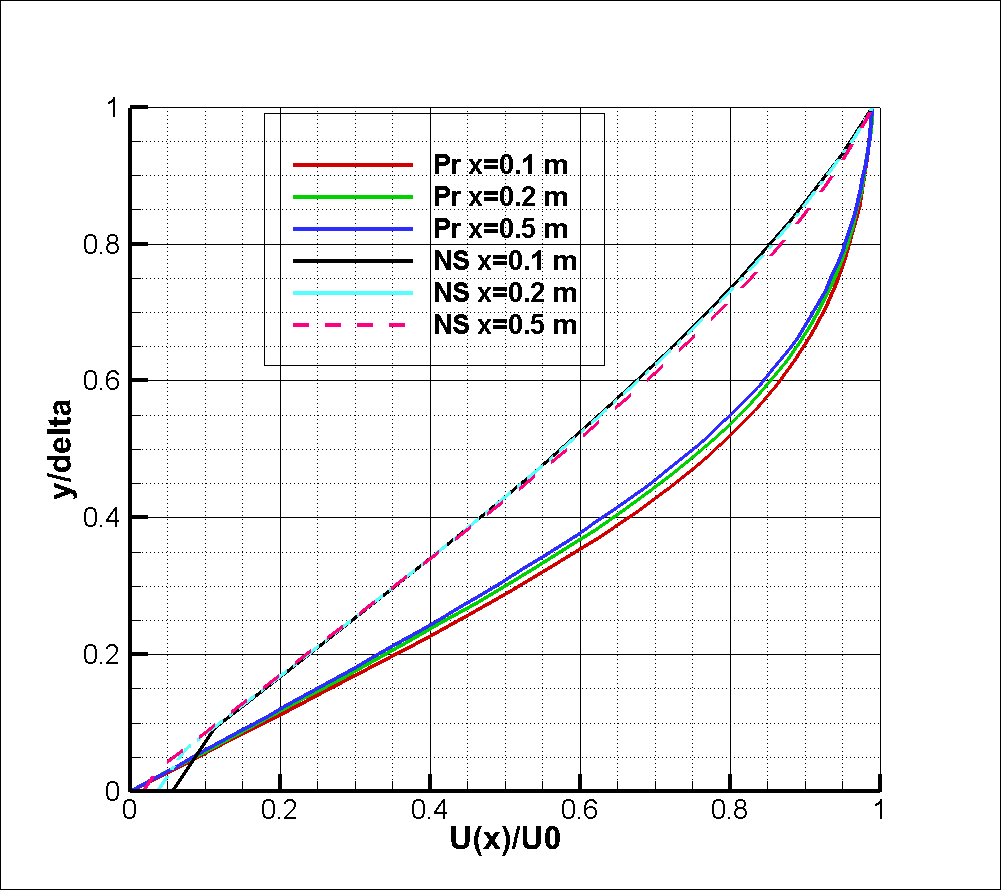 1
0.8
0.6
0.4
0.2
0
y/delta
Pr x=0.1 m
Pr x=0.2 m
Pr x=0.5 m
NS x=0.1 m
NS x=0.2 m
NS x=0.5 m
0 0.2 0.4 0.6 0.8 1
U(x)/U0